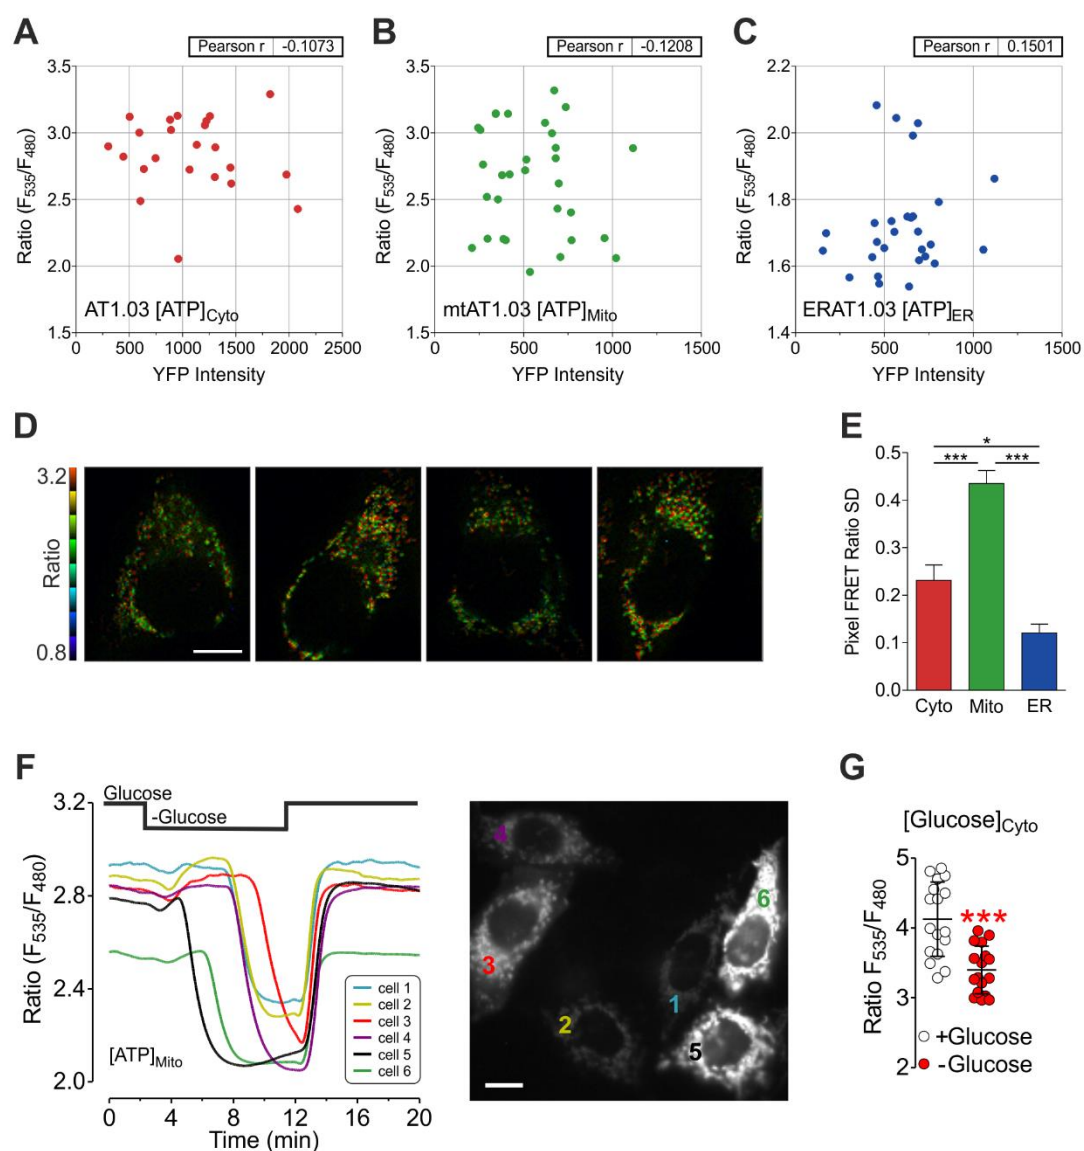 A
Pearson r -0.1073
3.5
3.0
2.5
2.0
1.5
Ratio (F535/F480)
AT1.03 [ATP]Cyto
0 500 1000 1500 2000 2500
YFP Intensity
B
Pearson r -0.1208
3.5
3.0
2.5
2.0
1.5
Ratio (F535/F480)
mtAT1.03 [ATP]Mito
0 500 1000 1500
YFP Intensity
C
Pearson r 0.1501
2.2
2.0
1.8
1.6
1.4
Ratio (F535/F480)
ERAT1.03 [ATP]ER
0 500 1000 1500
YFP Intensity
D
3.2
Ratio
0.8
E
*
*** ***
0.5
0.4
0.3
0.2
0.1
0.0
Pixel FRET Ratio SD
Cyto Mito ER
F
Glucose
-Glucose
3.2
2.8
2.4
2.0
Ratio (F535/F480)
[ATP]Mito
cell 1
cell 2
cell 3
cell 4
cell 5
cell 6
0 4 8 12 16 20
Time (min)
4
6
3
1
2
5
G
[Glucose]Cyto
5
4
3
2
Ratio F535/F480
***
+Glucose
-Glucose